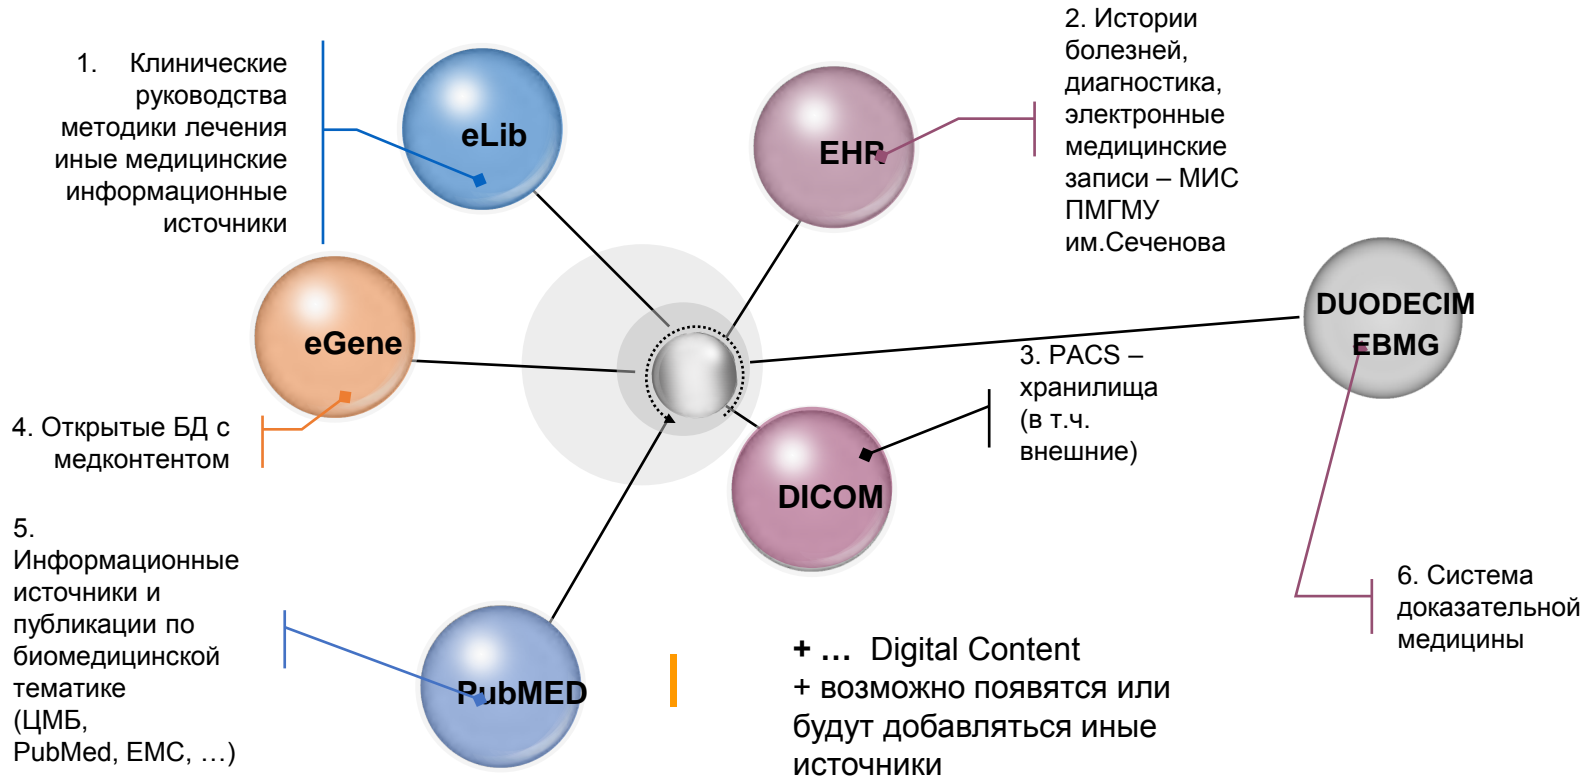 1. Клинические
руководства
методики лечения
иные медицинские
информационные
источники
eLib
EHR
2. Истории
болезней,
диагностика,
электронные
медицинские
записи – МИС
ПМГМУ
им.Сеченова
eGene
DUODECIM
EBMG
3. PACS –
хранилища
(в т.ч.
внешние)
4. Открытые БД с
медконтентом
DICOM
5.
Информационные
источники и
публикации по
биомедицинской
тематике
(ЦМБ,
PubMed, EMC, …)
PubMED
6. Система
доказательной
медицины
+ … Digital Content
+ возможно появятся или
будут добавляться иные
источники